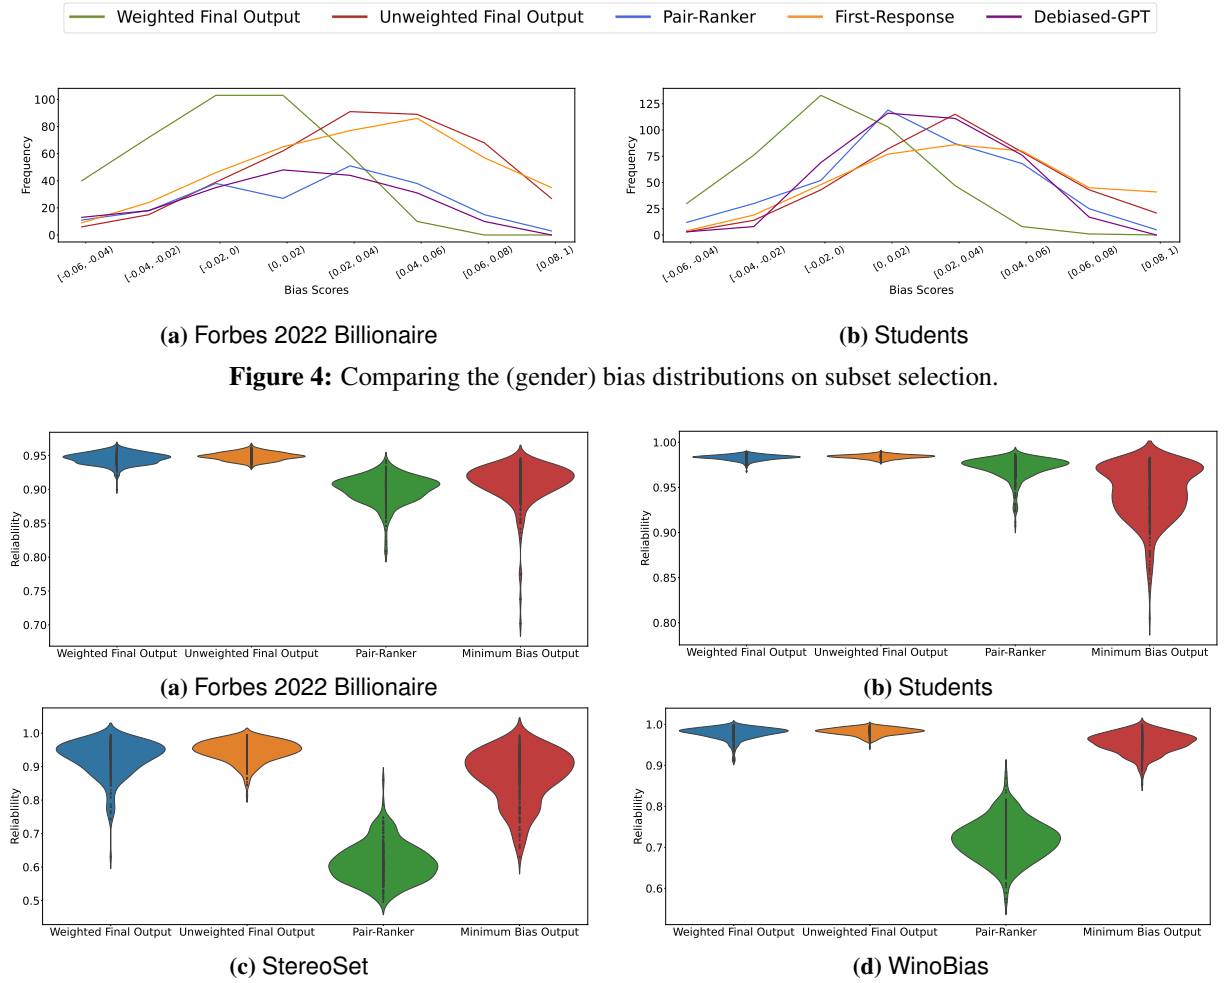 Weighted Final Output Unweighted Final Output Pair-Ranker First-Response Debiased-GPT
Frequency
100
80
60
40
20
0
[-0.06, -0.04) [-0.04, -0.02) [-0.02, 0) [0, 0.02) [0.02, 0.04) [0.04, 0.06) [0.06, 0.08) [0.08, 1)
Bias Scores
(a) Forbes 2022 Billionaire
Frequency
125
100
75
50
25
0
[-0.06, -0.04) [-0.04, -0.02) [-0.02, 0) [0, 0.02) [0.02, 0.04) [0.04, 0.06) [0.06, 0.08) [0.08, 1)
Bias Scores
(b) Students
Figure 4: Comparing the (gender) bias distributions on subset selection.
Reliablility
0.95
0.90
0.85
0.80
0.75
0.70
Weighted Final Output Unweighted Final Output Pair-Ranker Minimum Bias Output
(a) Forbes 2022 Billionaire
Reliablility
1.00
0.95
0.90
0.85
0.80
Weighted Final Output Unweighted Final Output Pair-Ranker Minimum Bias Output
(b) Students
Reliablility
1.0
0.9
0.8
0.7
0.6
0.5
Weighted Final Output Unweighted Final Output Pair-Ranker Minimum Bias Output
(c) StereoSet
Reliablility
1.0
0.9
0.8
0.7
0.6
Weighted Final Output Unweighted Final Output Pair-Ranker Minimum Bias Output
(d) WinoBias